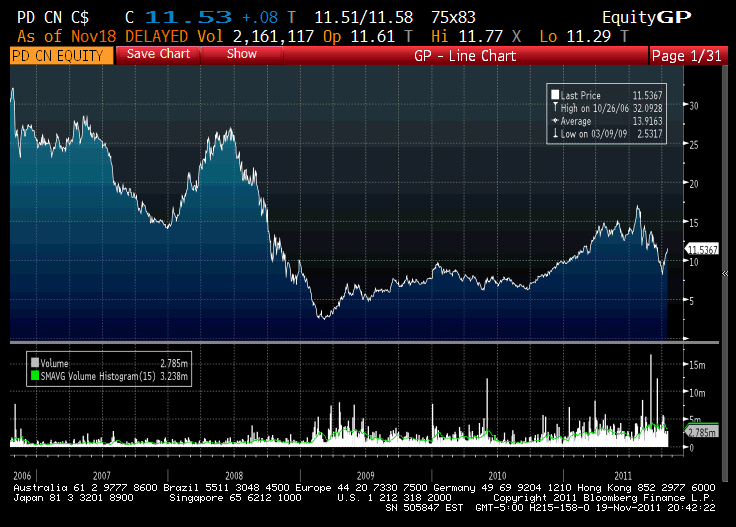 PD CN C$ C 11.53 +.08 T 11.51/11.58 75x83 EquityGP
As of Nov18 DELAYED Vol 2,161,117 Op 11.61 T Hi 11.77 X Lo 11.29 T
PD CN EQUITY Save Chart Show GP - Line Chart Page 1/31
Last Price 11.5367
High on 10/26/06 32.0928
Average 13.9163
Low on 03/09/09 2.5317
30
25
20
15
11.5367
10
5
0
Volume 2.785m
SMAVG Volume Histogram(15) 3.238m
15m
10m
5m
2.785m
0
2006 2007 2008 2009 2010 2011
Australia 61 2 9777 8600 Brazil 5511 3048 4500 Europe 44 20 7330 7500 Germany 49 69 9204 1210 Hong Kong 852 2977 6000
Japan 81 3 3201 8900 Singapore 65 6212 1000 U.S. 1 212 318 2000 Copyright 2011 Bloomberg Finance L.P.
SN 505847 EST GMT-5:00 H215-158-0 19-Nov-2011 20:42:22